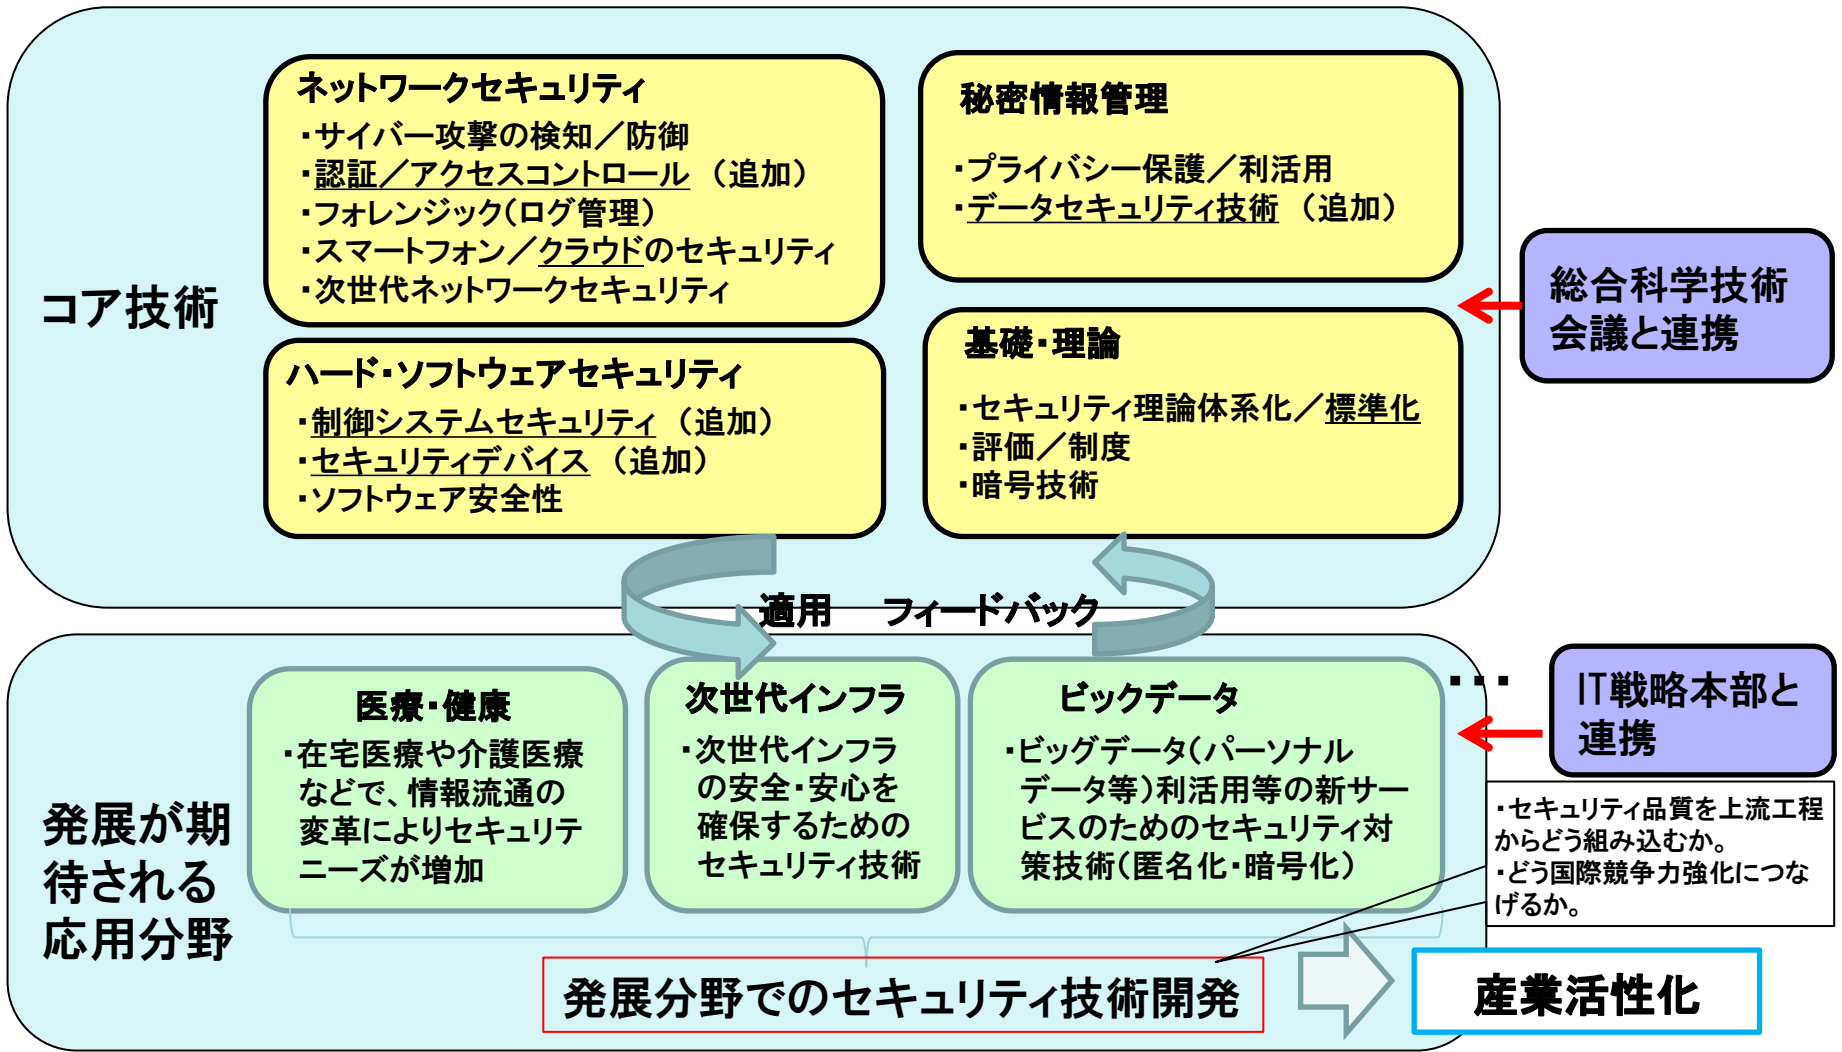 コア技術
ネットワークセキュリティ
・サイバー攻撃の検知／防御
・認証／アクセスコントロール （追加）
・フォレンジック（ログ管理）
・スマートフォン／クラウドのセキュリティ
・次世代ネットワークセキュリティ
秘密情報管理
・プライバシー保護／利活用
・データセキュリティ技術 （追加）
ハード・ソフトウェアセキュリティ
・制御システムセキュリティ （追加）
・セキュリティデバイス （追加）
・ソフトウェア安全性
基礎・理論
・セキュリティ理論体系化／標準化
・評価／制度
・暗号技術
総合科学技術
会議と連携
適用 フィードバック
発展が期
待される
応用分野
医療・健康
・在宅医療や介護医療
などで、情報流通の
変革によりセキュリテ
ニーズが増加
次世代インフラ
・次世代インフラ
の安全・安心を
確保するための
セキュリティ技術
ビックデータ
・ビッグデータ（パーソナル
データ等）利活用等の新サー
ビスのためのセキュリティ対
策技術（匿名化・暗号化）
・・・
IT戦略本部と
連携
・セキュリティ品質を上流工程
からどう組み込むか。
・どう国際競争力強化につな
げるか。
発展分野でのセキュリティ技術開発
産業活性化